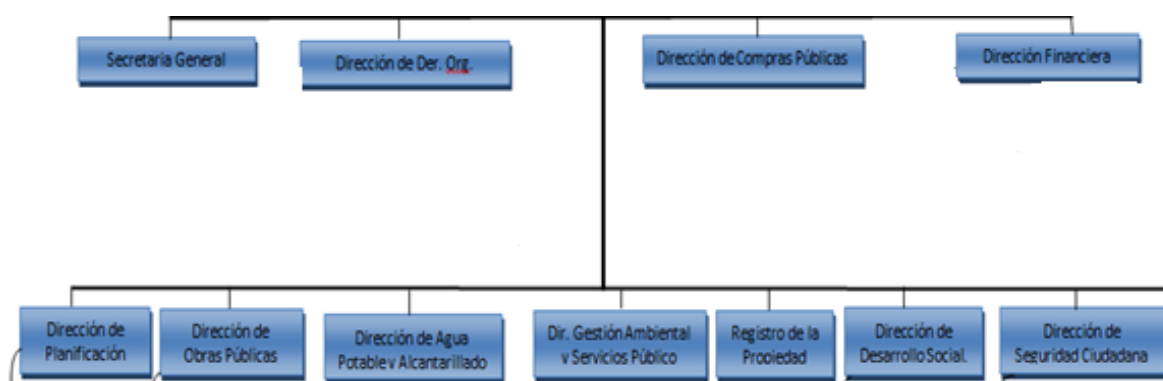 Secretaria General
Dirección de Der. Org.
Dirección de Compras Públicas
Dirección Financiera
Dirección de
Planificación
Dirección de
Obras Públicas
Dirección de Agua
Potable y Alcantarillado
Dir. Gestión Ambiental
y Servicios Público
Registro de la
Propiedad
Dirección de
Desarrollo Social.
Dirección de
Seguridad Ciudadana